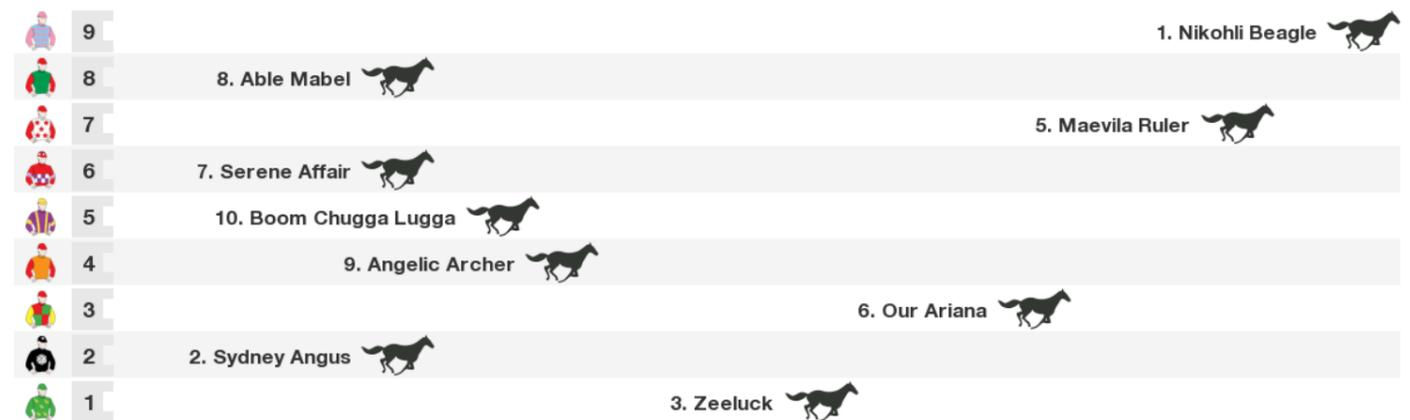 9 1. Nikohli Beagle
8 8. Able Mabel
7 5. Maevila Ruler
6 7. Serene Affair
5 10. Boom Chugga Lugga
4 9. Angelic Archer
3 6. Our Ariana
2 2. Sydney Angus
1 3. Zeeluck